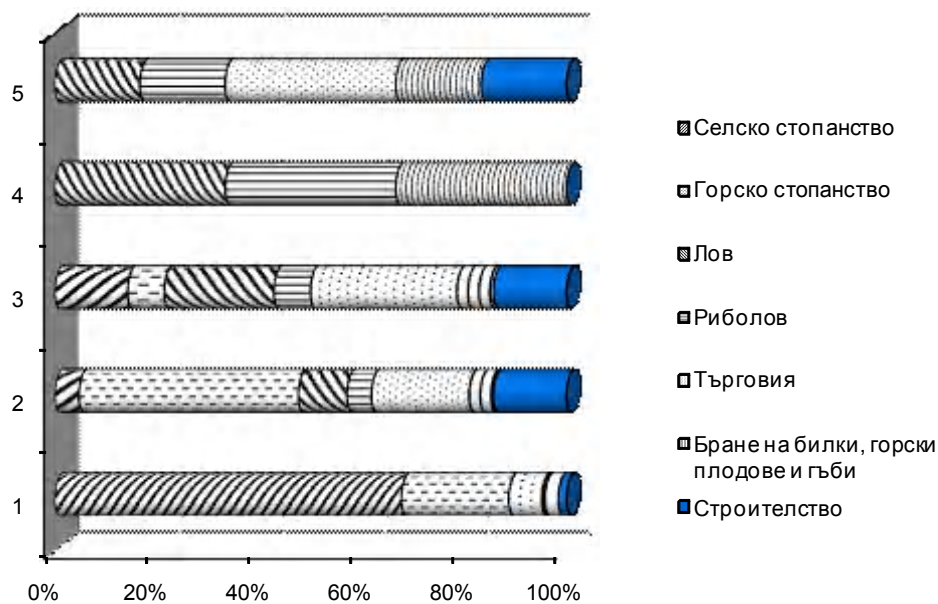 5
4
3
2
1
0%
20%
40%
60%
80%
100%
Селско стопанство
Горско стопанство
Лов
Риболов
Търговия
Бране на билки, горски
плодове и гъби
Строителство